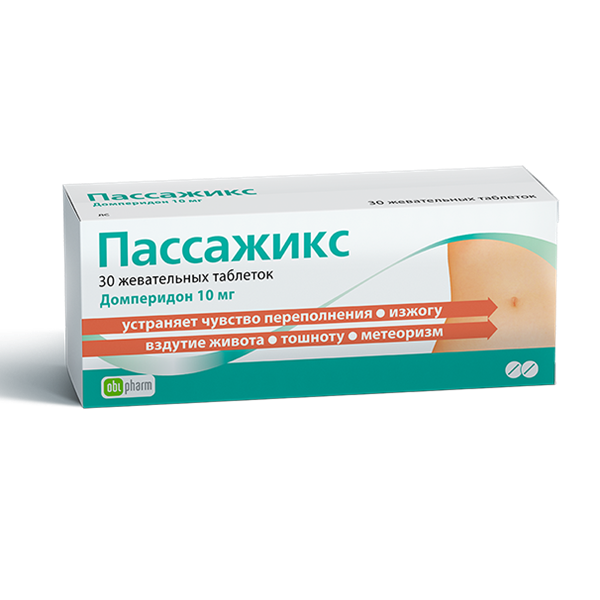 Пассажикс
Домперидон 10 мг
30 жевательных таблеток
ЛС
Пассажикс
30 жевательных таблеток
Домперидон 10 мг
устраняет чувство переполнения • изжогу
вздутие живота • тошноту • метеоризм
obl pharm